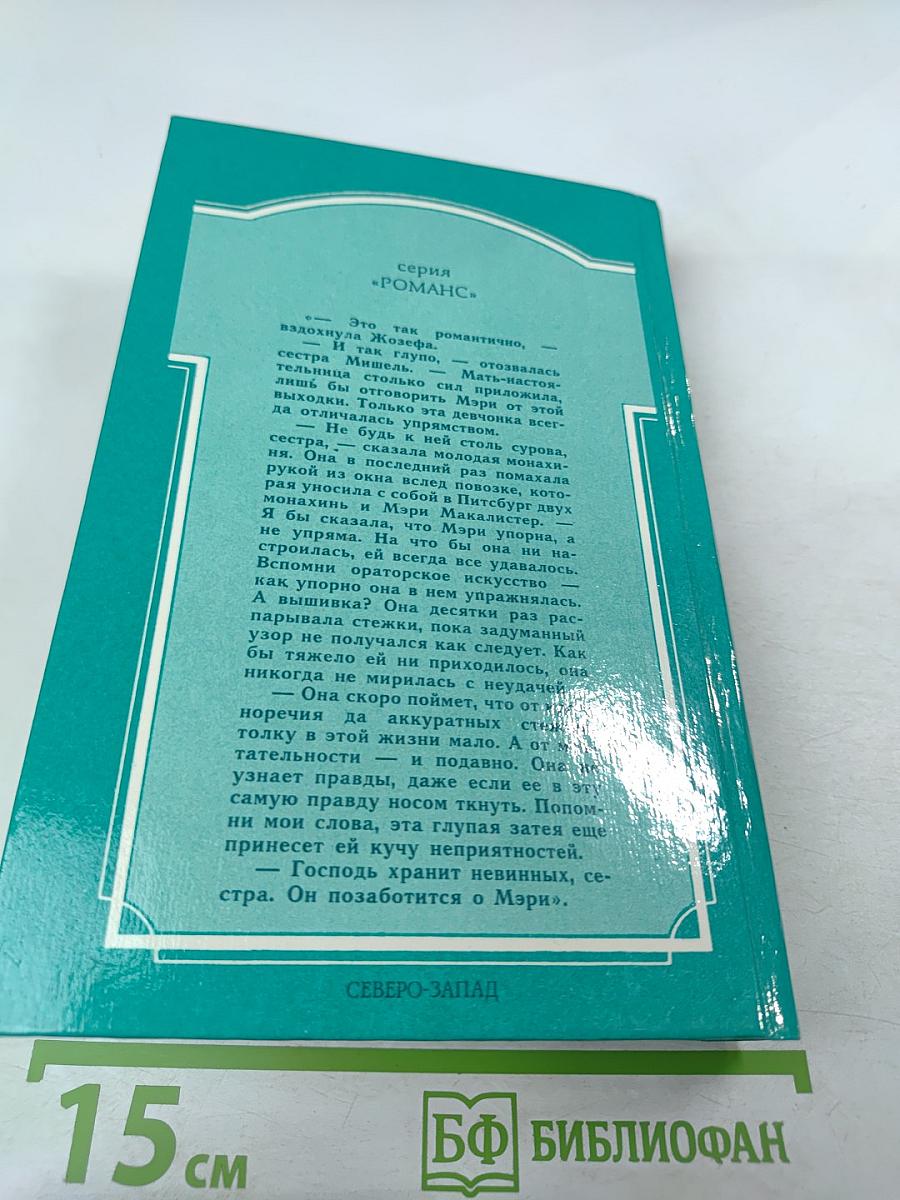 серия
«РОМАНС»
«— Это так романтично, —
вздохнула Жозефа.
— И так глупо, — отозвалась
сестра Мишель. — Мать-настоя-
тельница столько сил приложила,
лишь бы отговорить Мэри от этой
выходки. Только эта девчонка всег-
да отличалась упрямством.
— Не будь к ней столь сурова,
сестра, — сказала молодая монахи-
ня. Она в последний раз помахала
рукой из окна вслед повозке, кото-
рая уносила с собой в Питсбург двух
монахинь и Мэри Макалистер. —
Я бы сказала, что Мэри упорна, а
не упряма. На что бы она ни на-
строилась, ей всегда все удавалось.
Вспомни ораторское искусство —
как упорно она в нем упражнялась.
А вышивка? Она десятки раз рас-
парывала стежки, пока задуманный
узор не получался как следует. Как
бы тяжело ей ни приходилось, она
никогда не мирилась с неудачей.
— Она скоро поймет, что от
норечия да аккуратных
толку в этой жизни мало. А от
тательности — и подавно. Она не
узнает правды, даже если ее в эту
самую правду носом ткнуть. Попом-
ни мои слова, эта глупая затея еще
принесет ей кучу неприятностей.
— Господь хранит невинных, се-
стра. Он позаботится о Мэри».
СЕВЕРО-ЗАПАД
15 см
БФ БИБЛИОФАН